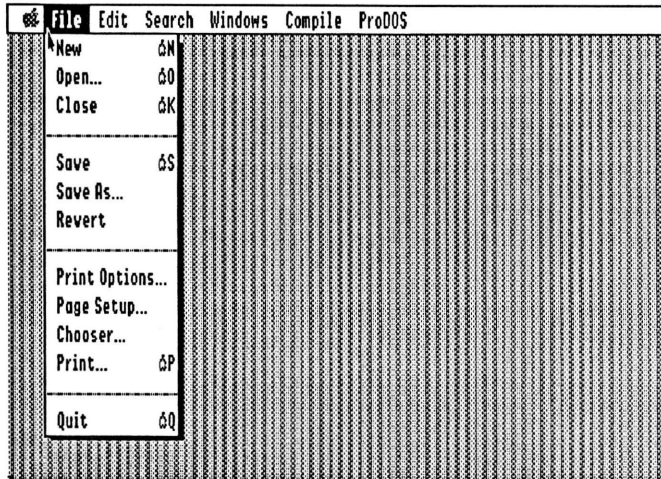 File Edit Search Windows Compile ProDOS
New N
Open... O
Close K
Save S
Save As...
Revert
Print Options...
Page Setup...
Chooser...
Print... P
Quit Q